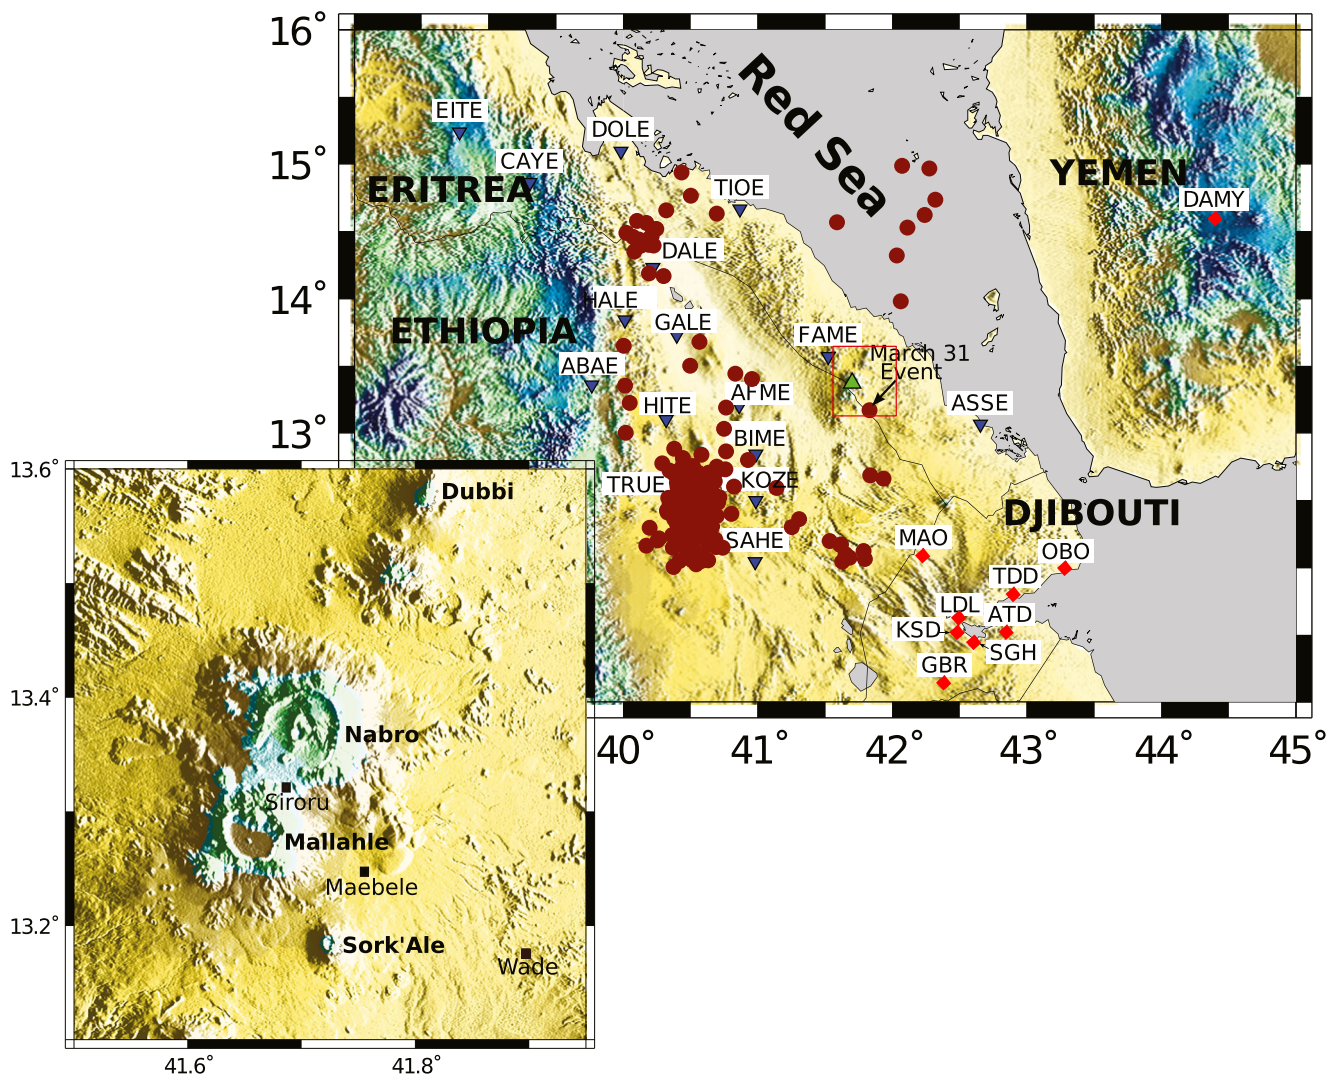 16°
Red Sea
EITE
DOLE
15°
CAYE
TIOE
YEMEN
ERITREA
DAMY
DALE
14°
HALE
GALE
ETHIOPIA
FAME
March 31
Event
ABAE
AFME
HITE
ASSE
13°
BIME
TRUE
KOZE
DJIBOUTI
SAHE
MAO
OBO
TDD
LDL
ATD
KSD
SGH
GBR
40°
41°
42°
43°
44°
45°
13.6°
Dubbi
13.4°
Nabro
Siroru
Mallahle
Maebele
13.2°
Sork'Ale
Wade
41.6°
41.8°